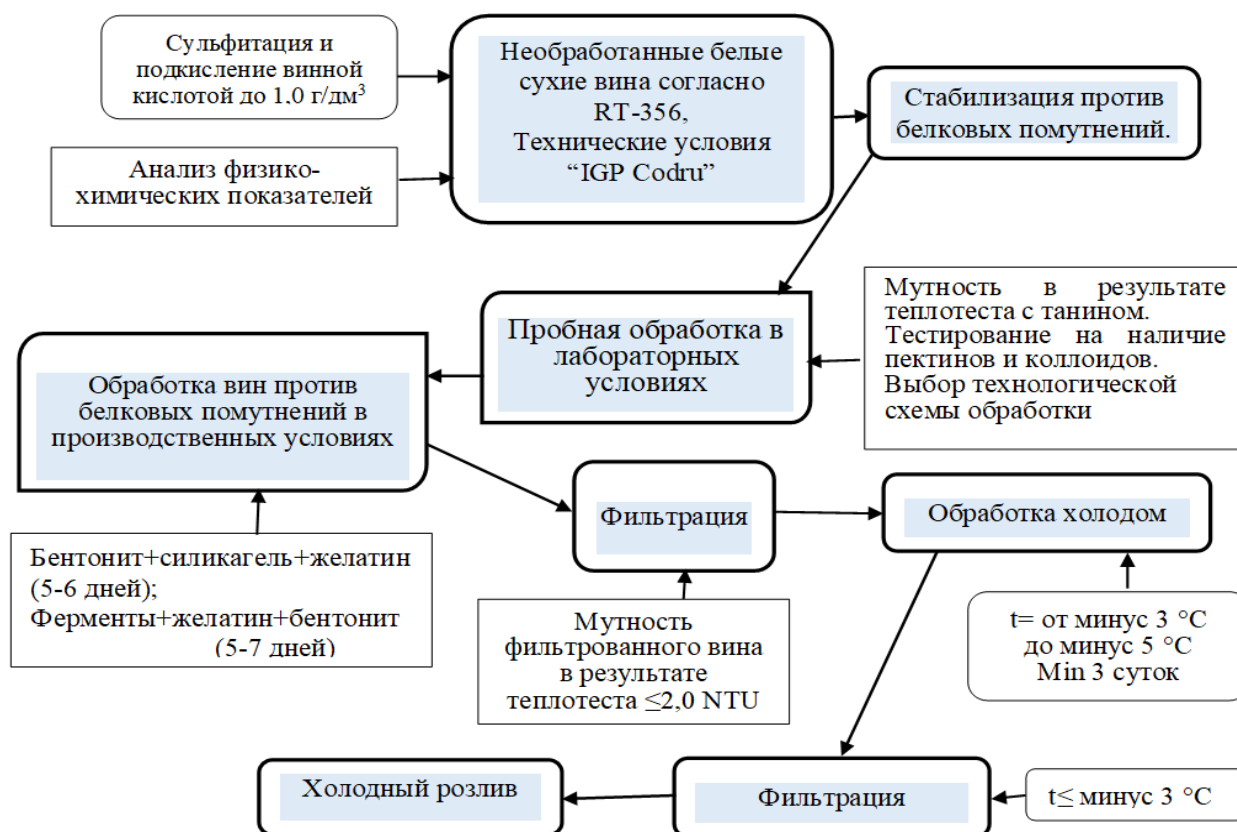 Сульфитация и
подкисление винной
кислотой до 1,0 г/дм³
Анализ физико-
химических показателей
Необработанные белые
сухие вина согласно
RT-356,
Технические условия
“IGP Codru”
Стабилизация против
белковых помутнений.
Мутность в результате
теплотеста с танином.
Тестирование на наличие
пектинов и коллоидов.
Выбор технологической
схемы обработки
Пробная обработка в
лабораторных
условиях
Обработка вин против
белковых помутнений в
производственных условиях
Бентонит+силикагель+желатин
(5-6 дней);
Ферменты+желатин+бентонит
(5-7 дней)
Фильтрация
Мутность
фильтрованного вина
в результате
теплотеста ≤2,0 NTU
Обработка холодом
t= от минус 3 °C
до минус 5 °C
Min 3 суток
Фильтрация
t≤ минус 3 °C
Холодный розлив